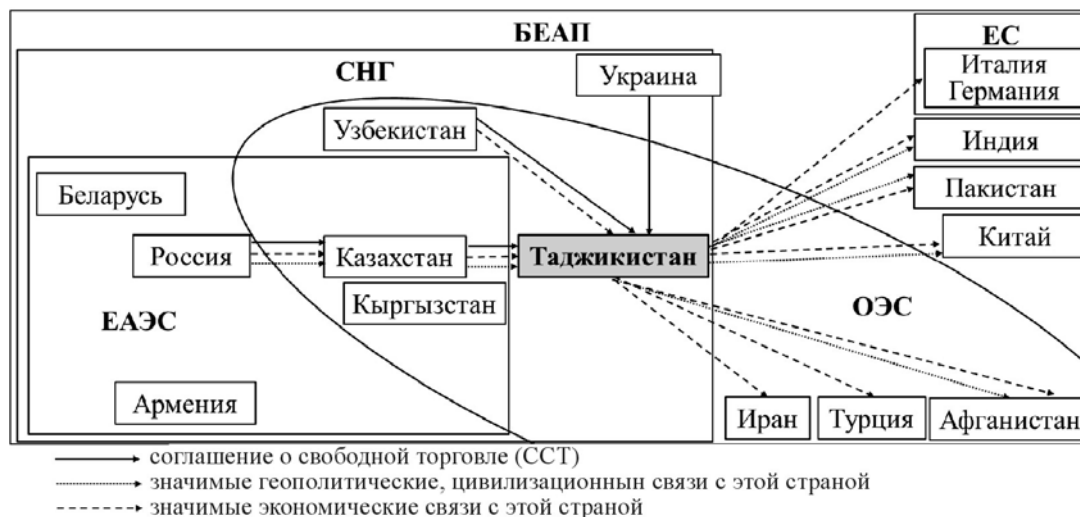 БЕАП
ЕС
СНГ
Украина
Италия
Германия
Узбекистан
Индия
Беларусь
Пакистан
Россия
Казахстан
Таджикистан
Китай
Кыргызстан
ЕАЭС
ОЭС
Армения
Иран
Турция
Афганистан
соглашение о свободной торговле (ССТ)
значимые геополитические, цивилизационнын связи с этой страной
значимые экономические связи с этой страной